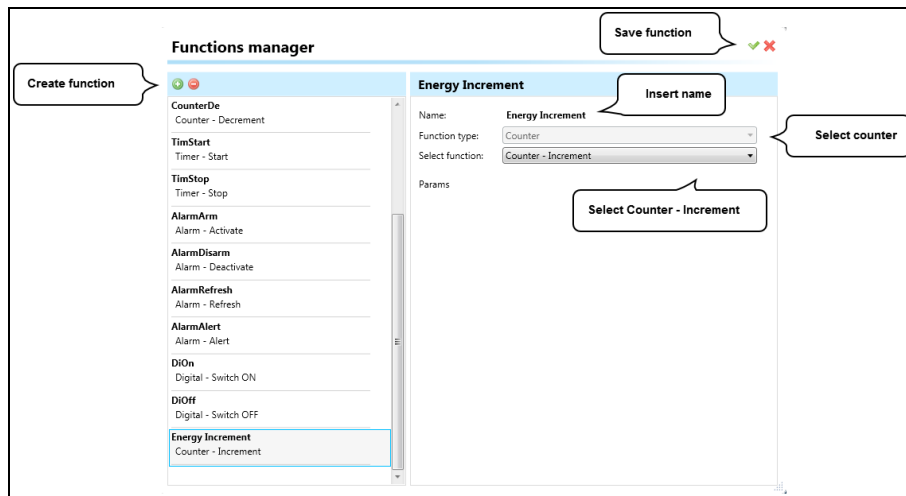 Save function
Functions manager
Create function
CounterDe
Counter - Decrement
TimStart
Timer - Start
TimStop
Timer - Stop
AlarmArm
Alarm - Activate
AlarmDisarm
Alarm - Deactivate
AlarmRefresh
Alarm - Refresh
AlarmAlert
Alarm - Alert
DiOn
Digital - Switch ON
DiOff
Digital - Switch OFF
Energy Increment
Counter - Increment
Energy Increment
Insert name
Name: Energy Increment
Function type: Counter
Select counter
Select function: Counter - Increment
Params
Select Counter - Increment